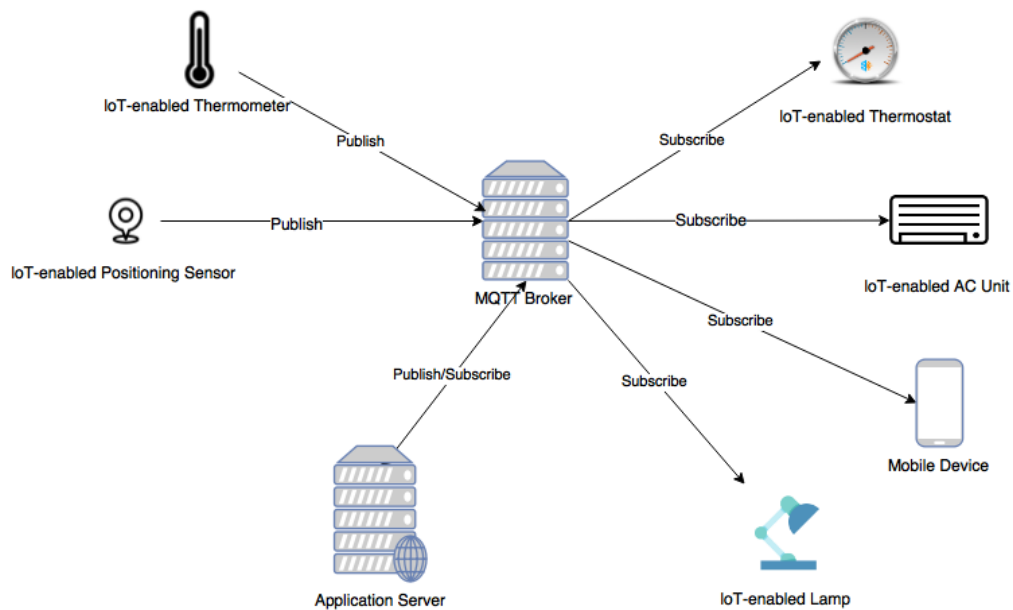 IoT-enabled Thermometer
IoT-enabled Thermostat
Publish
Subscribe
Publish
Subscribe
IoT-enabled Positioning Sensor
IoT-enabled AC Unit
MQTT Broker
Subscribe
Publish/Subscribe
Subscribe
Mobile Device
Application Server
IoT-enabled Lamp